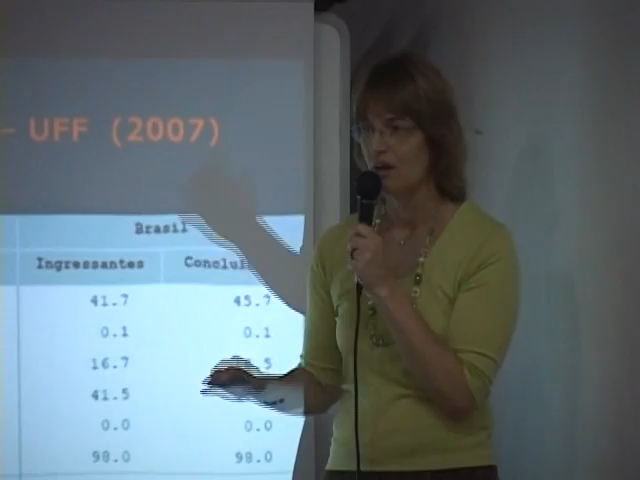 – UFF (2007)
Brasil
Ingressantes
41.7 45.7
0.1 0.1
16.7
41.5
0.0 0.0
98.0 98.0